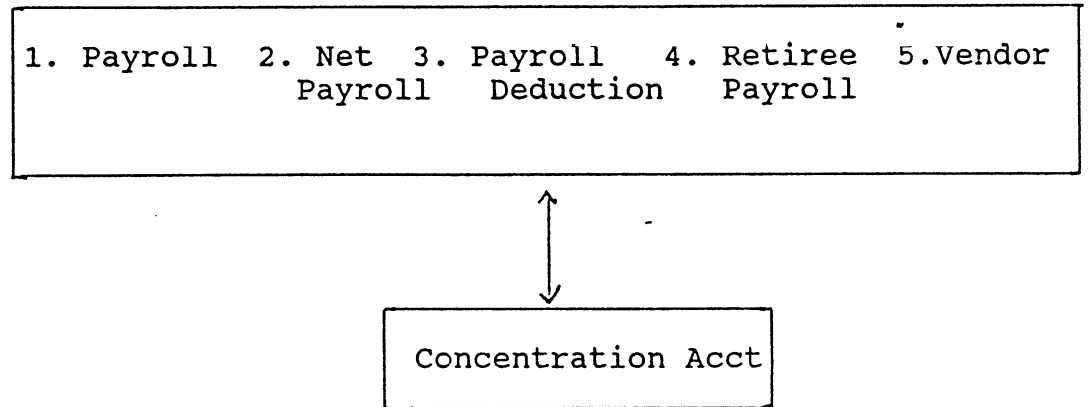 1. Payroll 2. Net 3. Payroll 4. Retiree 5.Vendor
Payroll Deduction Payroll
Concentration Acct